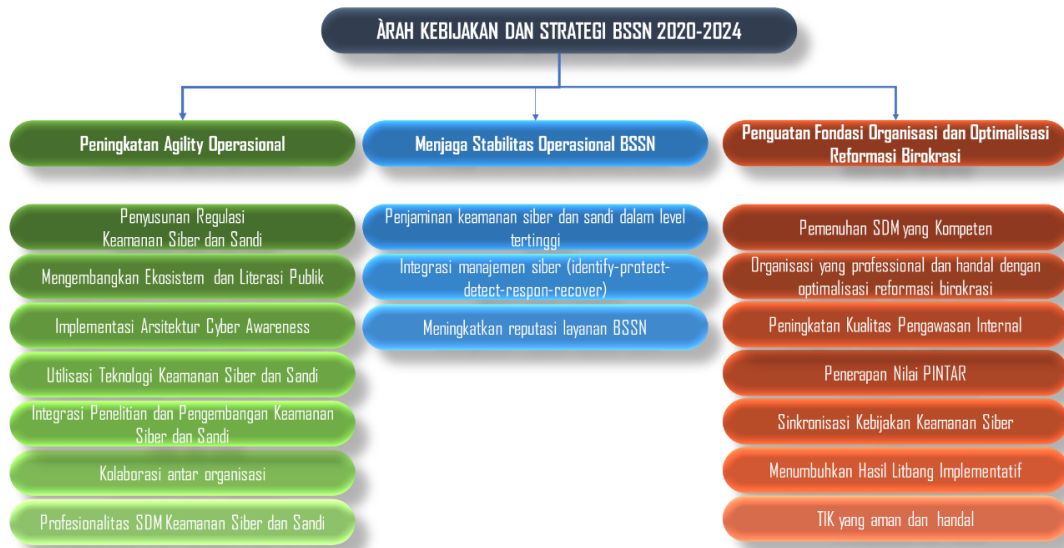 ÀRAH KEBIJAKAN DAN STRATEGI BSSN 2020-2024
Peningkatan Agility Operasional
Penyusunan Regulasi
Keamanan Siber dan Sandi
Mengembangkan Ekosistem dan Literasi Publik
Implementasi Arsitektur Cyber Awareness
Utilisasi Teknologi Keamanan Siber dan Sandi
Integrasi Penelitian dan Pengembangan Keamanan
Siber dan Sandi
Kolaborasi antar organisasi
Profesionalitas SDM Keamanan Siber dan Sandi
Menjaga Stabilitas Operasional BSSN
Penjaminan keamanan siber dan sandi dalam level
tertinggi
Integrasi manajemen siber (identify-protect-
detect-respon-recover)
Meningkatkan reputasi layanan BSSN
Penguatan Fondasi Organisasi dan Optimalisasi
Reformasi Birokrasi
Pemenuhan SDM yang Kompeten
Organisasi yang professional dan handal dengan
optimalisasi reformasi birokrasi
Peningkatan Kualitas Pengawasan Internal
Penerapan Nilai PINTAR
Sinkronisasi Kebijakan Keamanan Siber
Menumbuhkan Hasil Litbang Implementatif
TIK yang aman dan handal